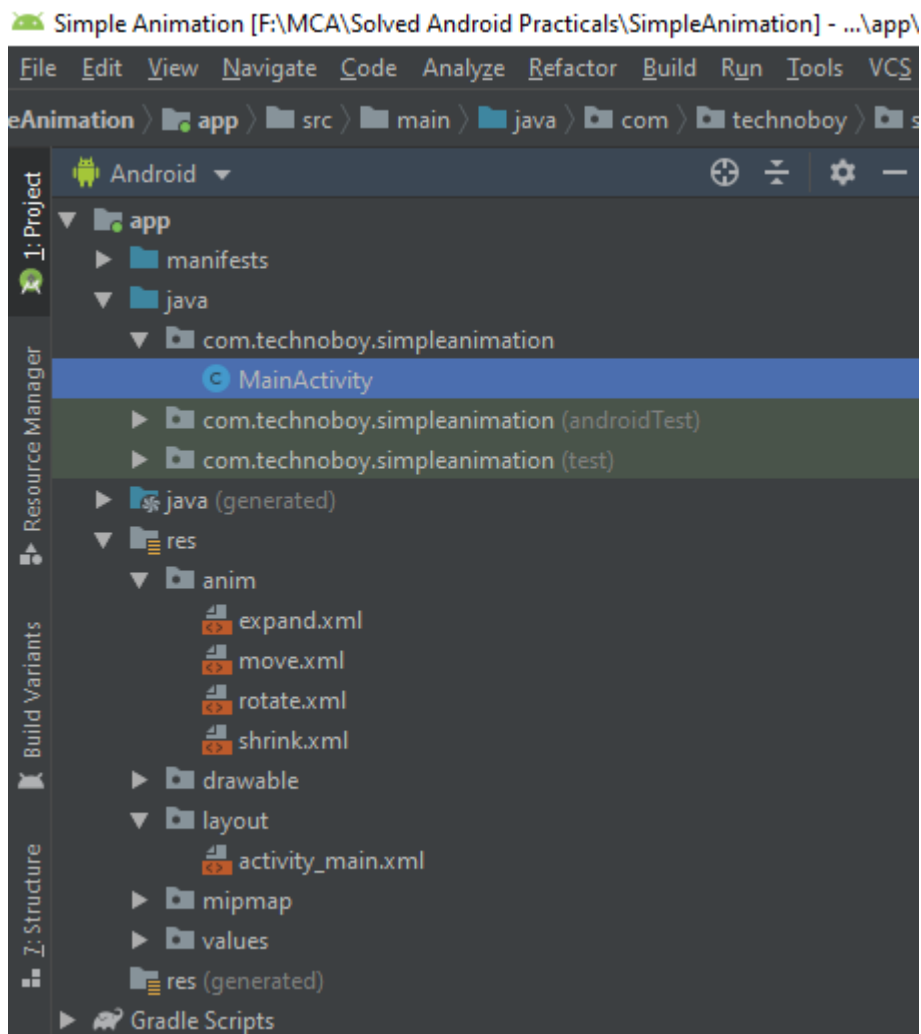 Simple Animation [F:\MCA\Solved Android Practicals\SimpleAnimation] - ...\app\
File Edit View Navigate Code Analyze Refactor Build Run Tools VCS
eAnimation app src main java com technoboy s
1: Project
Android
app
manifests
java
com.technoboy.simpleanimation
MainActivity
com.technoboy.simpleanimation (androidTest)
com.technoboy.simpleanimation (test)
java (generated)
res
anim
expand.xml
move.xml
rotate.xml
shrink.xml
drawable
layout
activity_main.xml
mipmap
values
res (generated)
Gradle Scripts
Resource Manager
Build Variants
7: Structure